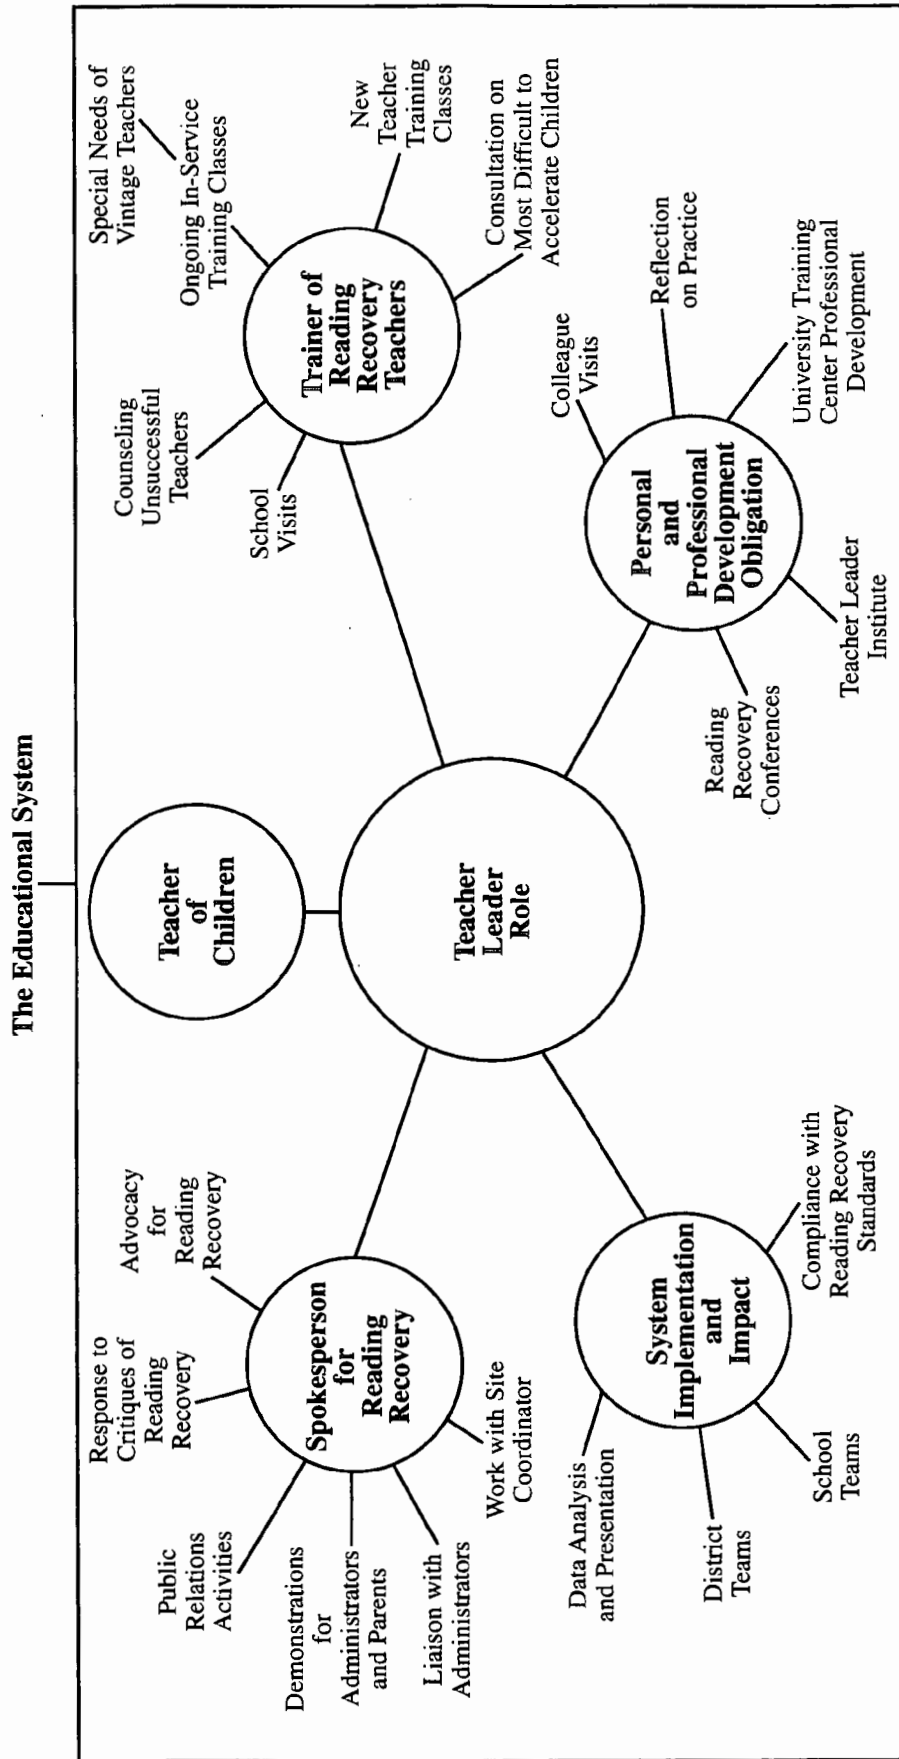 The Educational System
Teacher
of
Children
Teacher
Leader
Role
Spokesperson
for
Reading
Recovery
Advocacy
for
Reading
Recovery
Response to
Critiques of
Reading
Recovery
Public
Relations
Activities
Demonstrations
for
Administrators
and Parents
Liaison with
Administrators
Work with Site
Coordinator
Trainer of
Reading
Recovery
Teachers
Counseling
Unsuccessful
Teachers
School
Visits
Special Needs of
Vintage Teachers
Ongoing In-Service
Training Classes
New
Teacher
Training
Classes
Consultation on
Most Difficult to
Accelerate Children
System
Implementation
and
Impact
Data Analysis
and Presentation
District
Teams
School
Teams
Compliance with
Reading Recovery
Standards
Personal
and
Professional
Development
Obligation
Colleague
Visits
Reflection
on Practice
University Training
Center Professional
Development
Teacher Leader
Institute
Reading
Recovery
Conferences